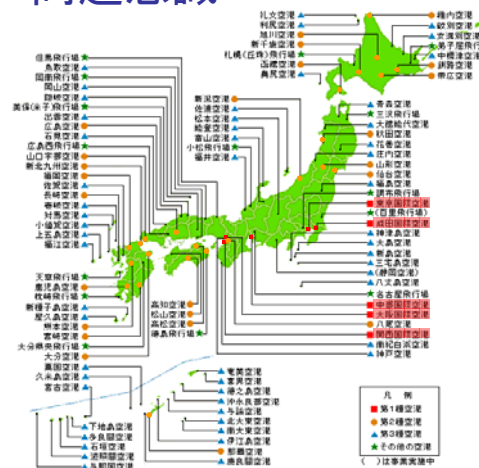 礼文空港
利尻空港
旭川空港
新千歳空港
札幌(丘珠)飛行場
函館空港
奥尻空港
稚内空港
紋別空港
女満別空港
弟子屈飛行場
中標津空港
釧路空港
帯広空港
但馬飛行場
鳥取空港
岡南飛行場
岡山空港
隠岐空港
美保(米子)飛行場
出雲空港
広島空港
石見空港
広島西飛行場
山口宇部空港
新北九州空港
福岡空港
佐賀空港
長崎空港
壱岐空港
対馬空港
小値賀空港
上五島空港
福江空港
新潟空港
佐渡空港
松本空港
能登空港
富山空港
小松飛行場
福井空港
青森空港
三沢飛行場
大館能代空港
秋田空港
花巻空港
庄内空港
山形空港
仙台空港
福島空港
調布飛行場
東京国際空港
(百里飛行場)
成田国際空港
神津島空港
大島空港
新島空港
三宅島空港
(静岡空港)
八丈島空港
名古屋飛行場
中部国際空港
大阪国際空港
八尾空港
関西国際空港
南紀白浜空港
神戸空港
天草飛行場
鹿児島空港
枕崎飛行場
新種子島空港
屋久島空港
熊本空港
宮崎空港
大分県央飛行場
大分空港
粟国空港
久米島空港
宮古空港
高知空港
松山空港
高松空港
徳島飛行場
奄美空港
喜界空港
徳之島空港
沖永良部空港
与論空港
北大東空港
南大東空港
伊江島空港
那覇空港
慶良間空港
下地島空港
多良間空港
石垣空港
波照間空港
与那国空港
凡 例
第1種空港
第2種空港
第3種空港
その他の空港
( )は事業実施中